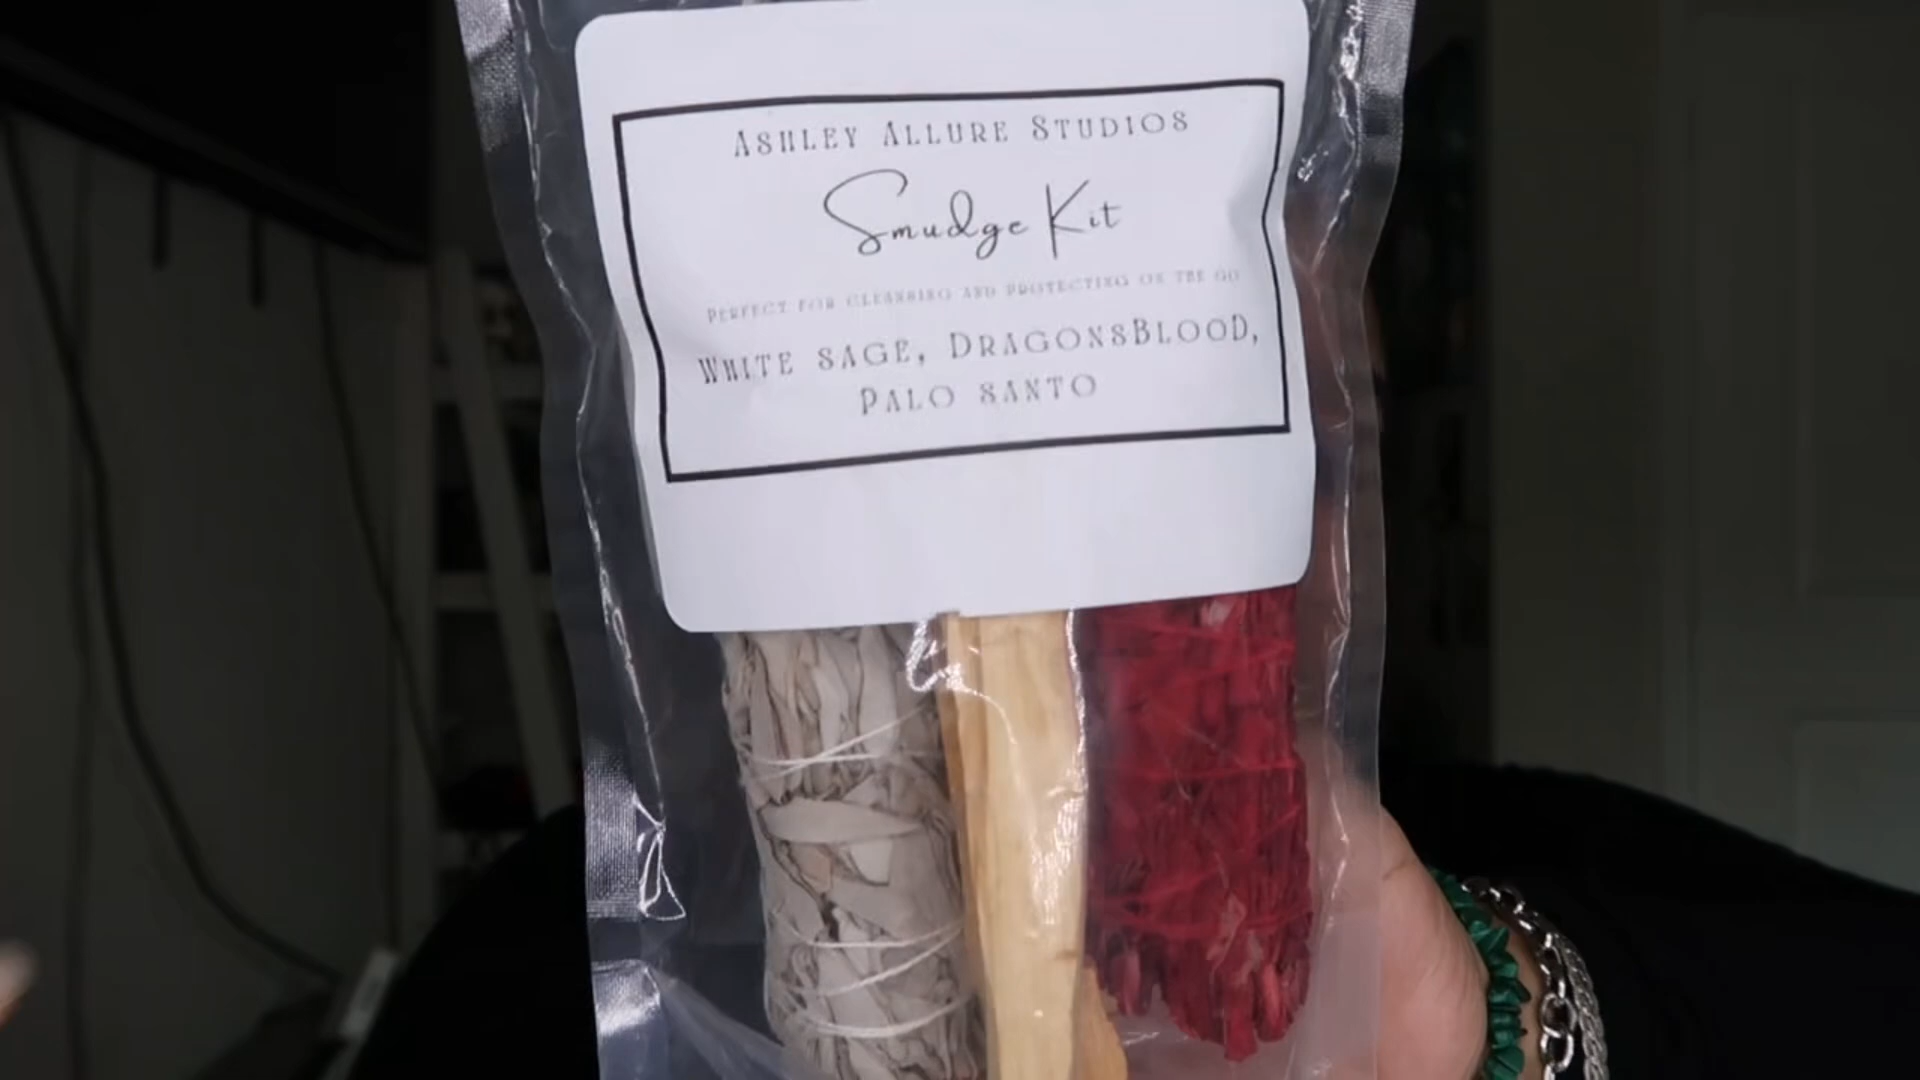 ASHLEY ALLURE STUDIOS
Smudge Kit
PERFECT FOR CLEANSING AND PROTECTING ON THE GO
WHITE SAGE, DRAGONSBLOOD,
PALO SANTO